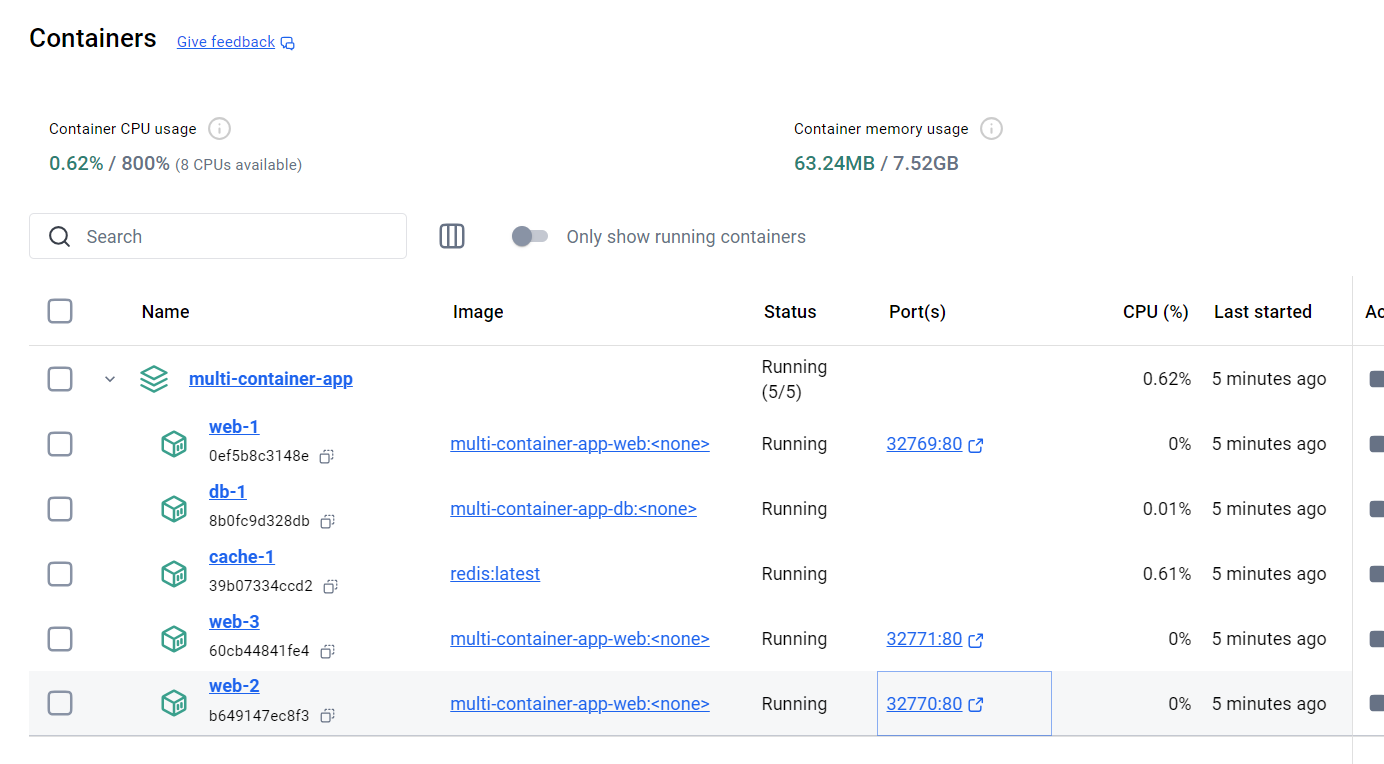 Containers Give feedback
Container CPU usage
0.62% / 800% (8 CPUs available)
Container memory usage
63.24MB / 7.52GB
Search
Only show running containers
Name Image Status Port(s) CPU (%) Last started Ac
multi-container-app Running (5/5) 0.62% 5 minutes ago
web-1
0ef5b8c3148e
multi-container-app-web:<none> Running 32769:80 0% 5 minutes ago
db-1
8b0fc9d328db
multi-container-app-db:<none> Running 0.01% 5 minutes ago
cache-1
39b07334ccd2
redis:latest Running 0.61% 5 minutes ago
web-3
60cb44841fe4
multi-container-app-web:<none> Running 32771:80 0% 5 minutes ago
web-2
b649147ec8f3
multi-container-app-web:<none> Running 32770:80 0% 5 minutes ago